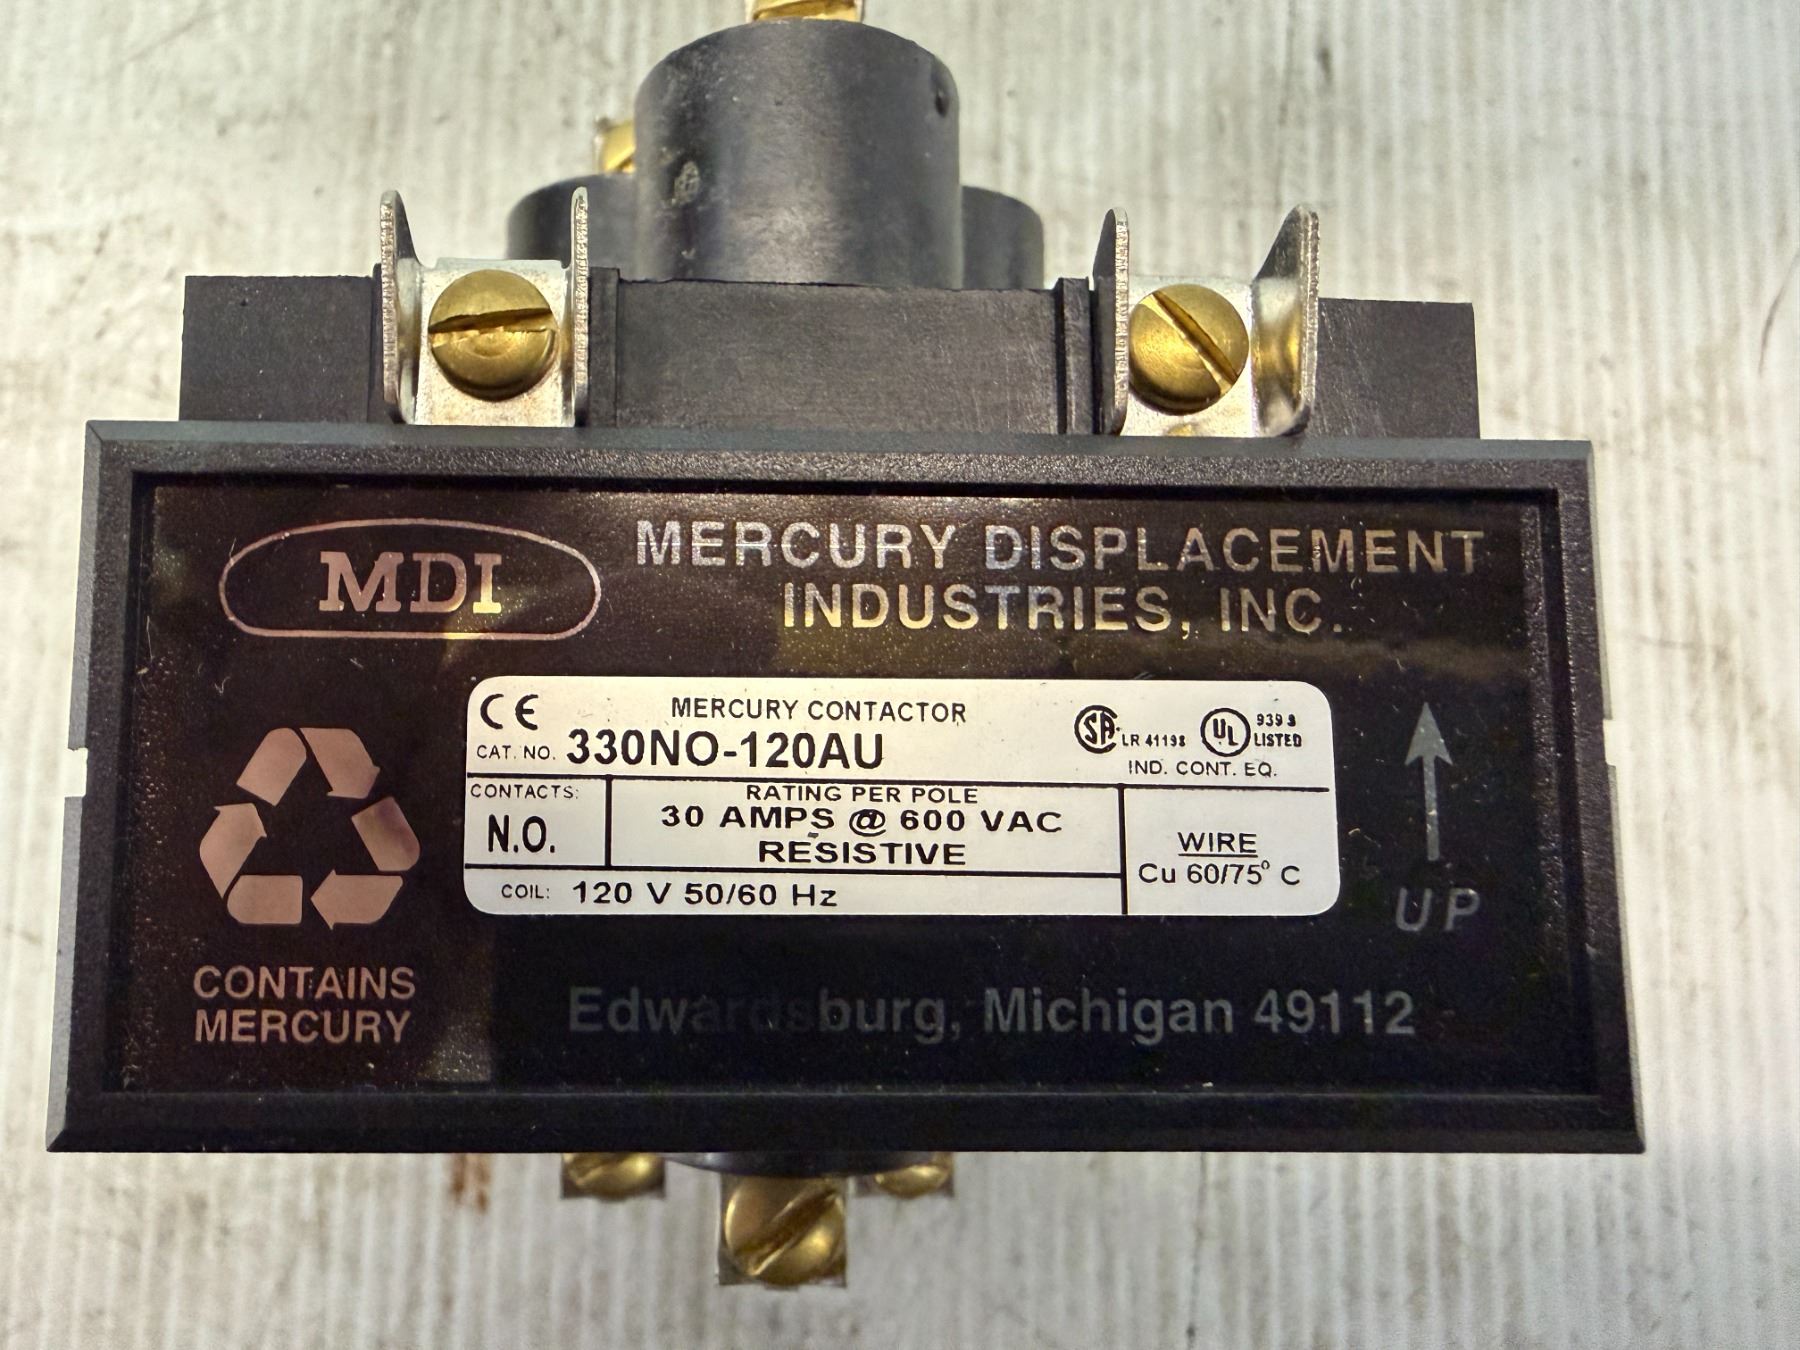 MDI
MERCURY DISPLACEMENT
INDUSTRIES, INC.
CE
MERCURY CONTACTOR
CAT. NO. 330NO-120AU
SA LR 41198
UL LISTED
IND. CONT. EQ.
CONTACTS:
N.O.
RATING PER POLE
30 AMPS @ 600 VAC
RESISTIVE
WIRE
Cu 60/75° C
COIL: 120 V 50/60 Hz
UP
CONTAINS
MERCURY
Edwardsburg, Michigan 49112